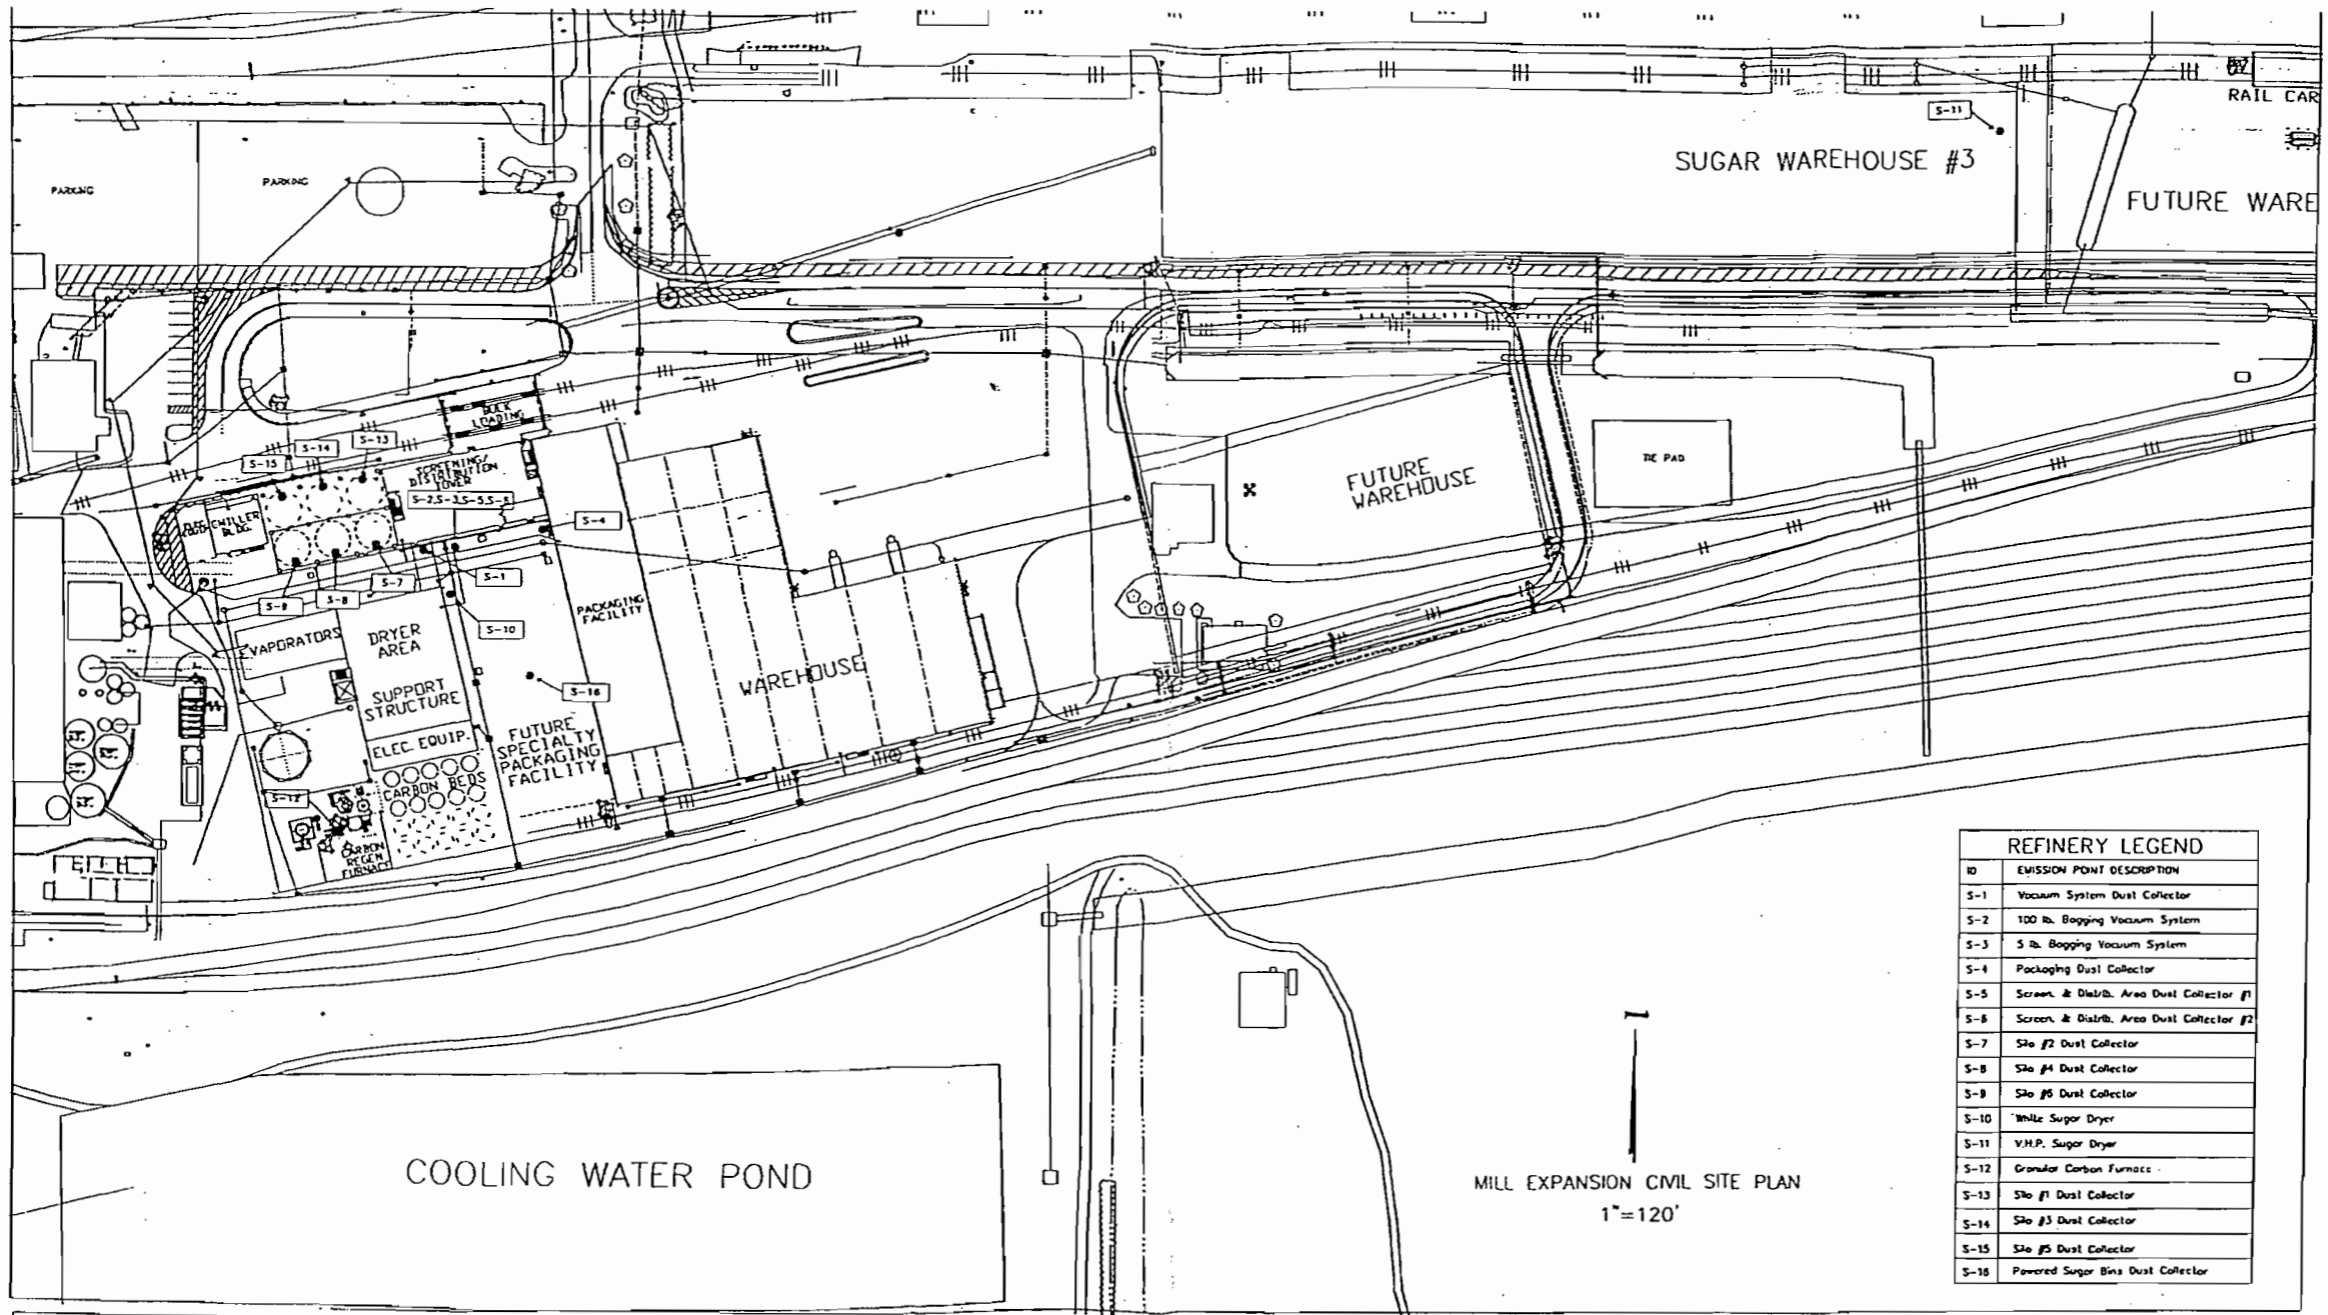 RAIL CAR
S-11
SUGAR WAREHOUSE #3
FUTURE WARE
PARKING
PARKING
BULK
LOADING
S-13
S-14
S-15
SCREENING/
DISTRIBUTION
TOWER
S-4
CHILLER
BLDG.
S-1
S-7
S-8
S-9
S-10
S-16
S-12
EVAPORATORS
DRYER
AREA
SUPPORT
STRUCTURE
ELEC. EQUIP.
CARBON BEDS
CARBON
REGEN
FURNACE
FUTURE
SPECIALTY
PACKAGING
FACILITY
PACKAGING
FACILITY
WAREHOUSE
FUTURE
WAREHOUSE
TIE PAD
COOLING WATER POND
MILL EXPANSION CIVIL SITE PLAN
1"=120'
REFINERY LEGEND
ID EMISSION POINT DESCRIPTION
S-1 Vacuum System Dust Collector
S-2 100 lb. Bagging Vacuum System
S-3 5 lb. Bagging Vacuum System
S-4 Packaging Dust Collector
S-5 Screen. & Distrib. Area Dust Collector #1
S-6 Screen. & Distrib. Area Dust Collector #2
S-7 Silo #2 Dust Collector
S-8 Silo #4 Dust Collector
S-9 Silo #6 Dust Collector
S-10 White Sugar Dryer
S-11 V.H.P. Sugar Dryer
S-12 Granular Carbon Furnace
S-13 Silo #1 Dust Collector
S-14 Silo #3 Dust Collector
S-15 Silo #5 Dust Collector
S-16 Powered Sugar Bins Dust Collector